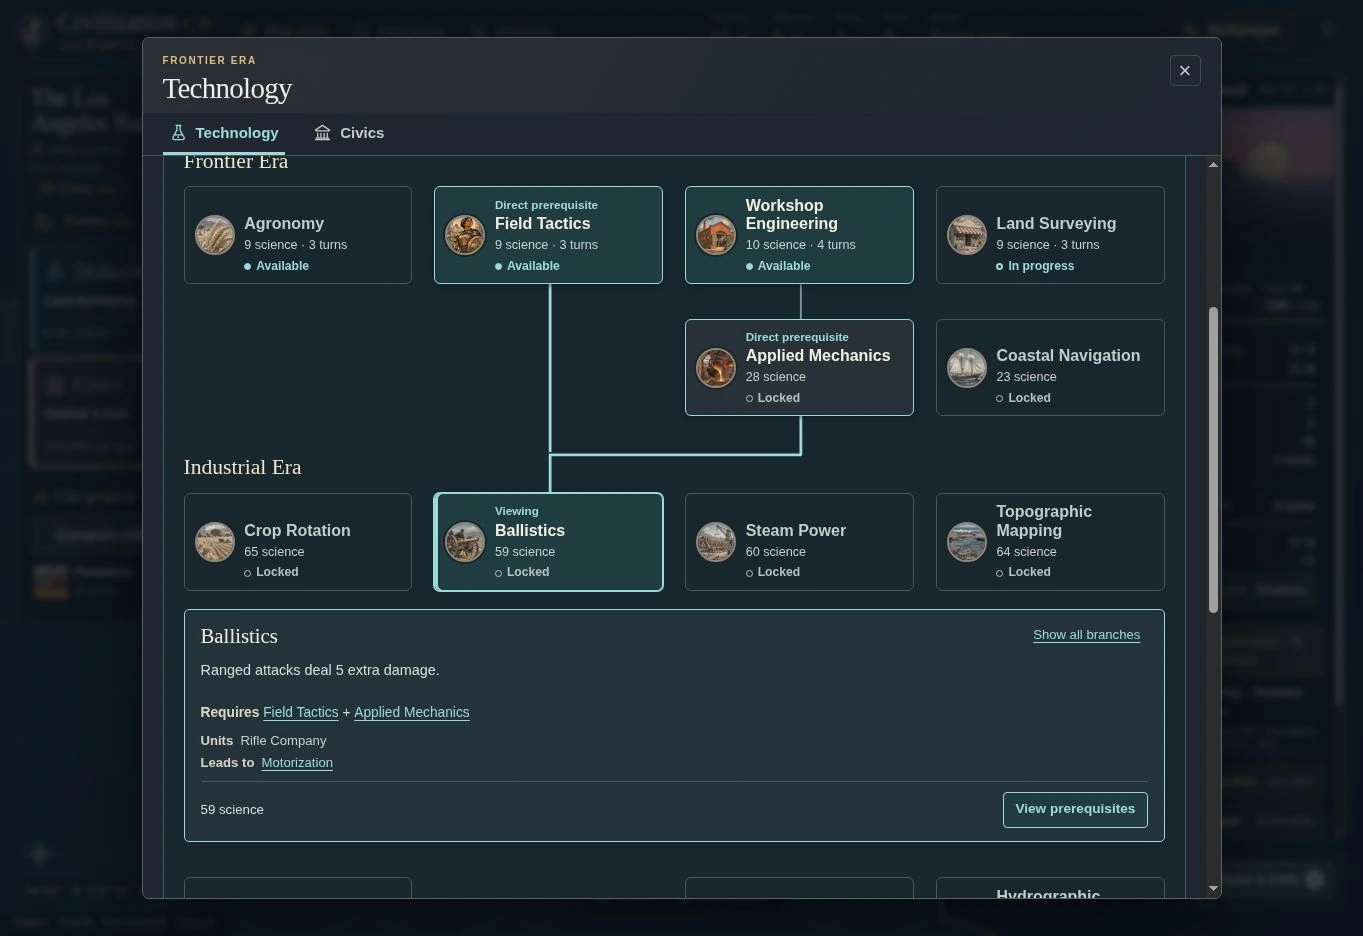 FRONTIER ERA
Technology
Technology
Civics
Frontier Era
Agronomy
9 science · 3 turns
Available
Direct prerequisite
Field Tactics
9 science · 3 turns
Available
Workshop
Engineering
10 science · 4 turns
Available
Land Surveying
9 science · 3 turns
In progress
Direct prerequisite
Applied Mechanics
28 science
Locked
Coastal Navigation
23 science
Locked
Industrial Era
Crop Rotation
65 science
Locked
Viewing
Ballistics
59 science
Locked
Steam Power
60 science
Locked
Topographic
Mapping
64 science
Locked
Ballistics
Show all branches
Ranged attacks deal 5 extra damage.
Requires Field Tactics + Applied Mechanics
Units Rifle Company
Leads to Motorization
59 science
View prerequisites
Hydrographic